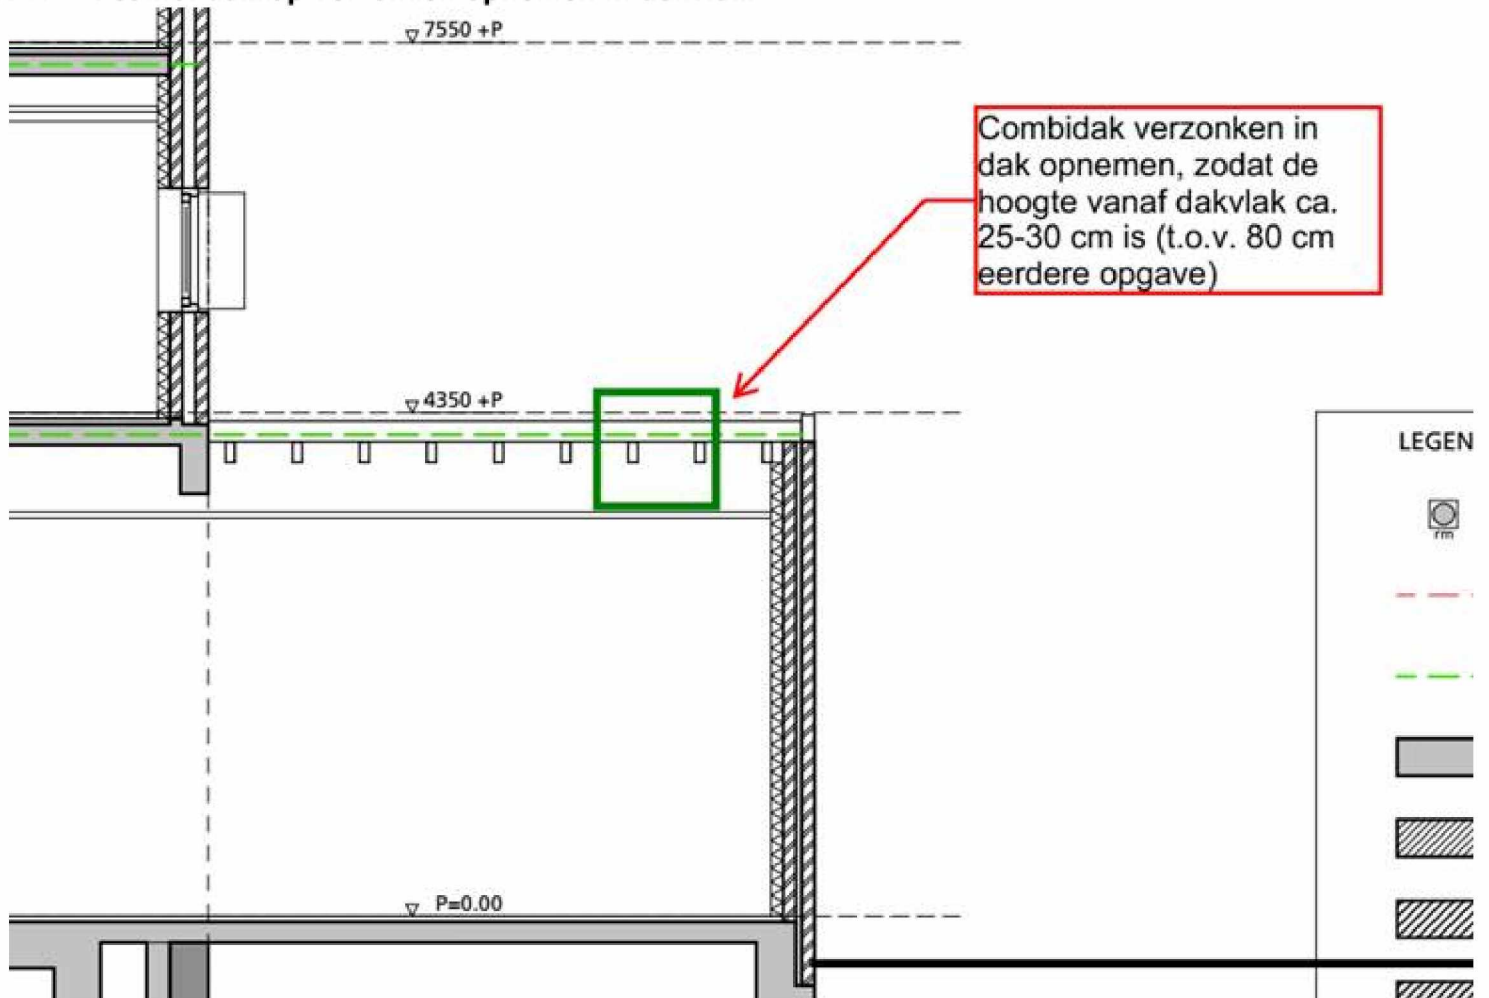 7550 +P
Combidak verzonken in
dak opnemen, zodat de
hoogte vanaf dakvlak ca.
25-30 cm is (t.o.v. 80 cm
eerdere opgave)
4350 +P
LEGEN
rm
P=0.00